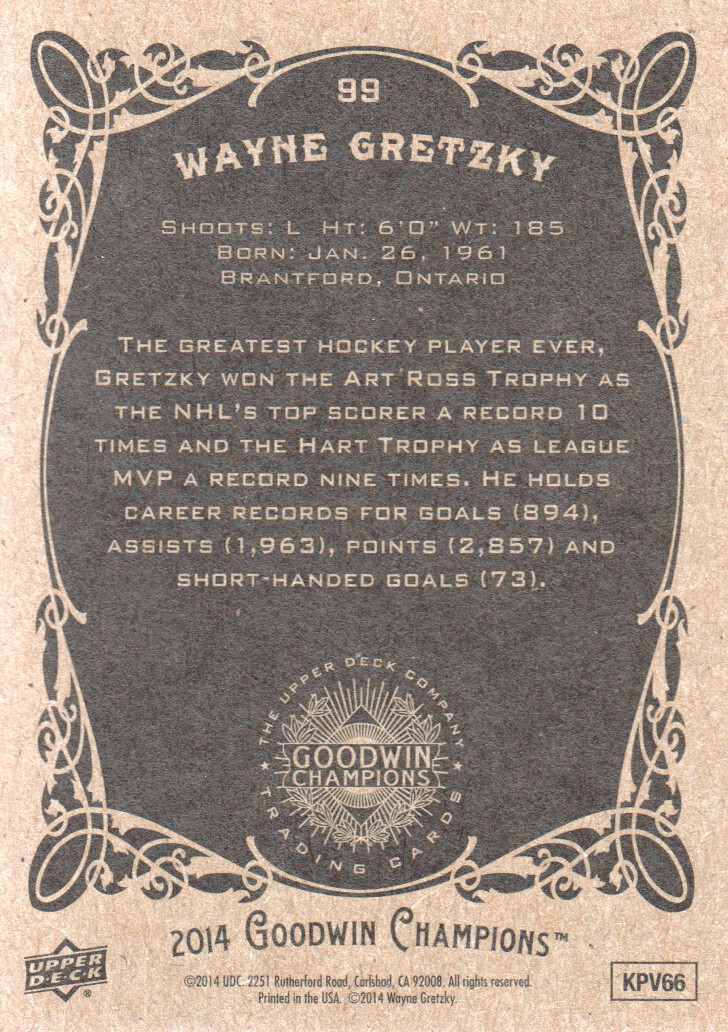 99
WAYNE GRETZKY
SHOOTS: L HT: 6'0" WT: 185
BORN: JAN. 26, 1961
BRANTFORD, ONTARIO
THE GREATEST HOCKEY PLAYER EVER,
GRETZKY WON THE ART ROSS TROPHY AS
THE NHL'S TOP SCORER A RECORD 10
TIMES AND THE HART TROPHY AS LEAGUE
MVP A RECORD NINE TIMES. HE HOLDS
CAREER RECORDS FOR GOALS (894),
ASSISTS (1,963), POINTS (2,857) AND
SHORT-HANDED GOALS (73).
THE UPPER DECK COMPANY
GOODWIN
CHAMPIONS
TRADING CARDS
2014 GOODWIN CHAMPIONS™
UPPER
D·E·C·K®
©2014 UDC. 2251 Rutherford Road, Carlsbad, CA 92008. All rights reserved.
Printed in the USA. ©2014 Wayne Gretzky.
KPV66